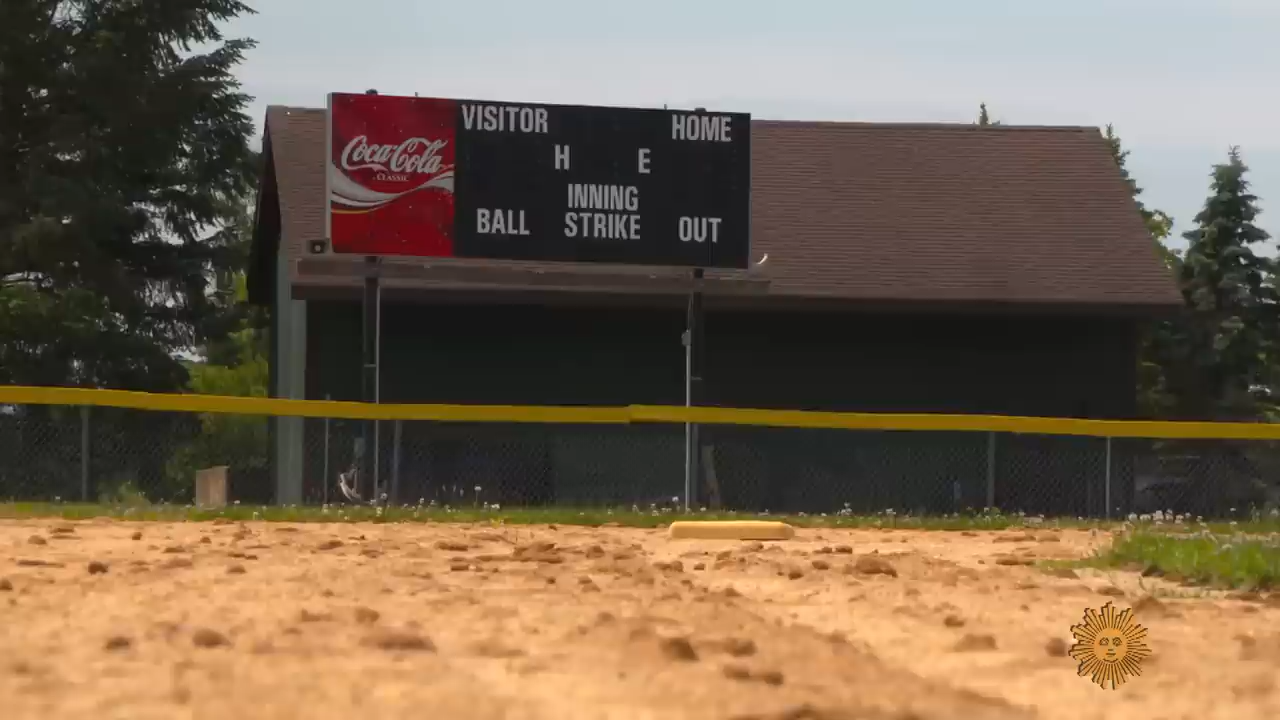 VISITOR HOME
Coca-Cola
CLASSIC
H E
INNING
BALL STRIKE OUT